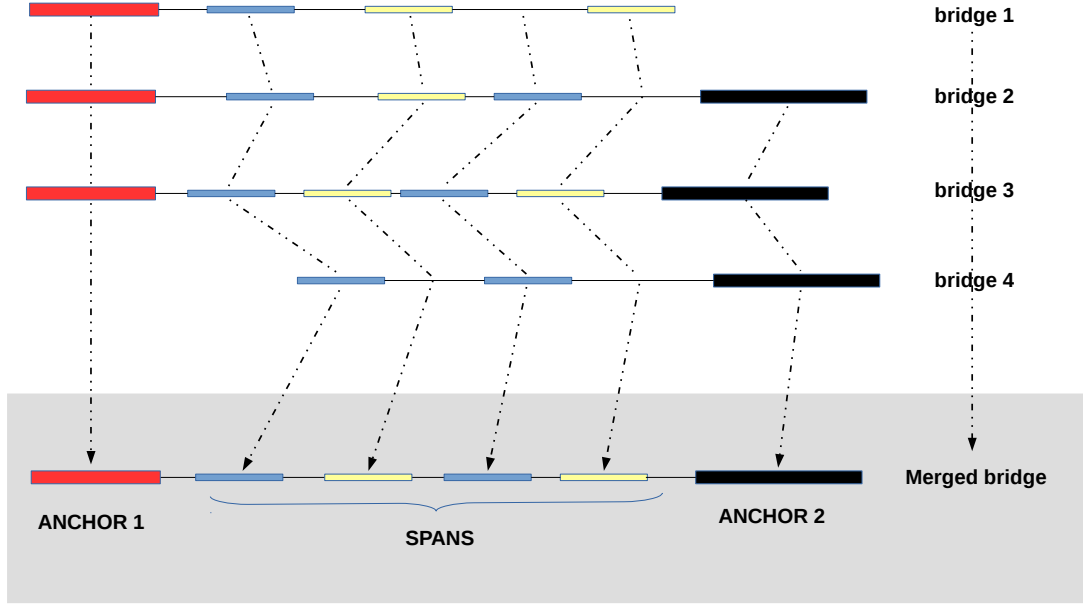 bridge 1
bridge 2
bridge 3
bridge 4
Merged bridge
ANCHOR 1
SPANS
ANCHOR 2